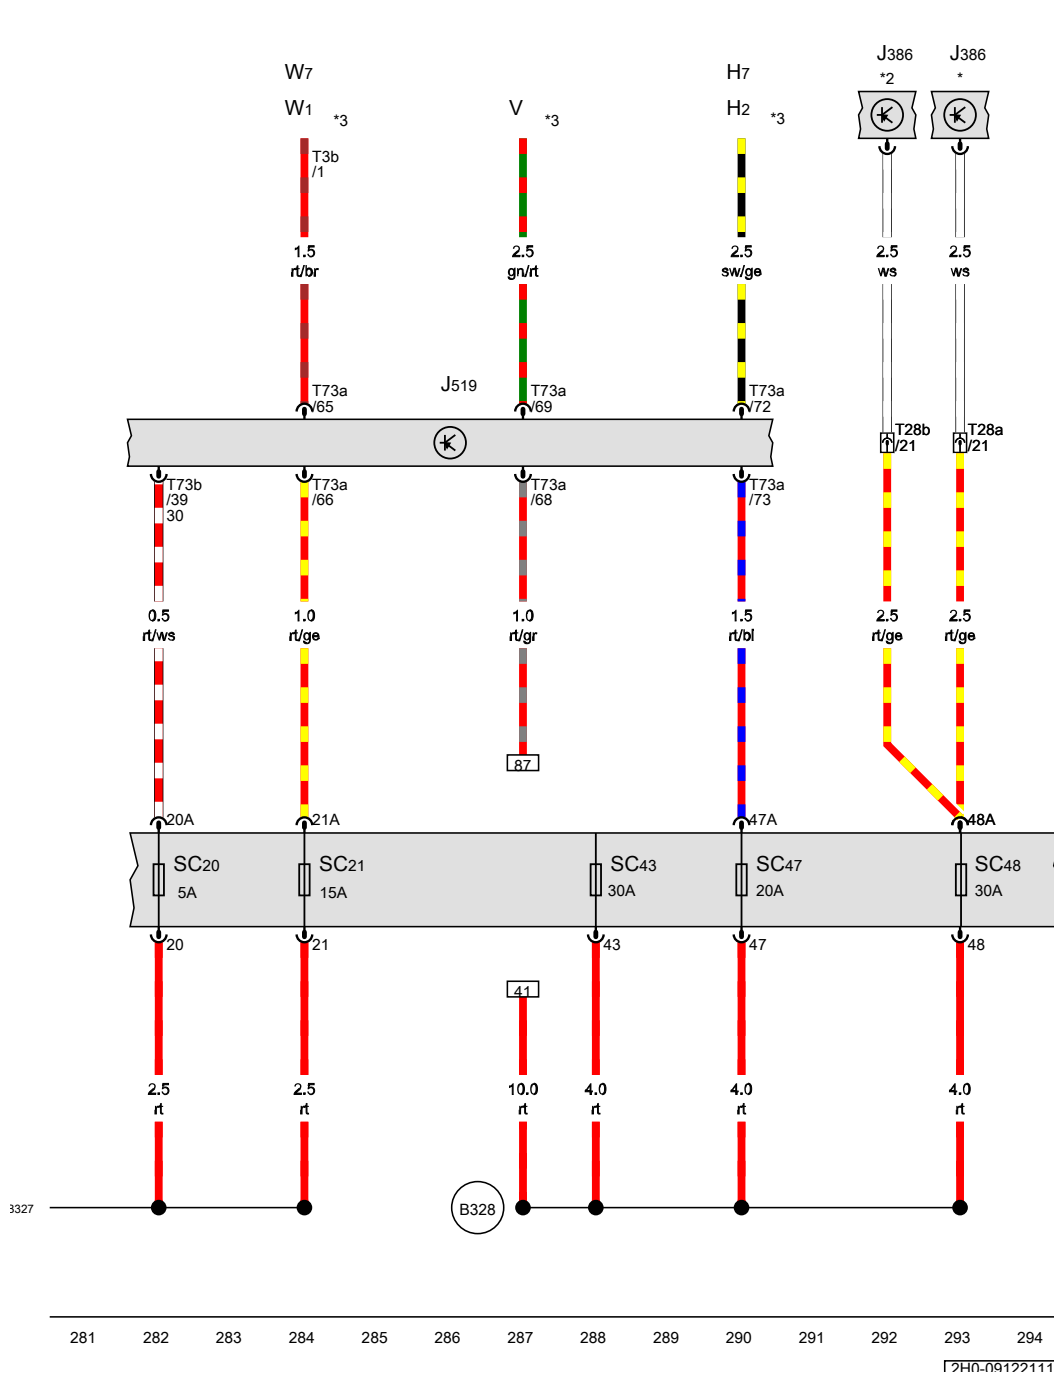 J386
J386
W7
H7
*2
*
W1
*3
V
*3
H2
*3
T3b
/1
1.5
rt/br
2.5
gn/rt
2.5
sw/ge
2.5
ws
2.5
ws
J519
T73a
/65
T73a
/69
T73a
/72
T28b
/21
T28a
/21
T73b
/39
30
T73a
/66
T73a
/68
T73a
/73
0.5
rt/ws
1.0
rt/ge
1.0
rt/gr
1.5
rt/bl
2.5
rt/ge
2.5
rt/ge
87
20A
21A
47A
48A
SC20
5A
SC21
15A
SC43
30A
SC47
20A
SC48
30A
20
21
43
47
48
41
2.5
rt
2.5
rt
10.0
rt
4.0
rt
4.0
rt
4.0
rt
3327
B328
281 282 283 284 285 286 287 288 289 290 291 292 293 294
2H0-09122111